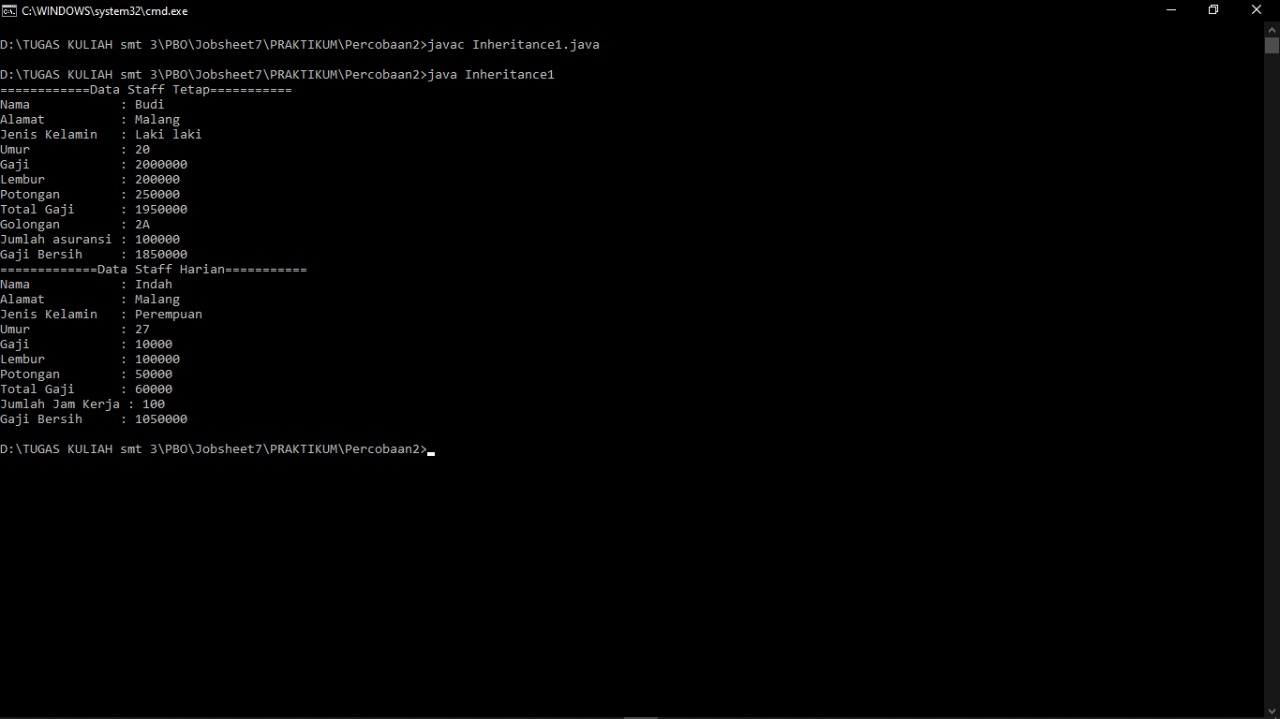 C:\WINDOWS\system32\cmd.exe
D:\TUGAS KULIAH smt 3\PBO\Jobsheet7\PRAKTIKUM\Percobaan2>javac Inheritance1.java
D:\TUGAS KULIAH smt 3\PBO\Jobsheet7\PRAKTIKUM\Percobaan2>java Inheritance1
============Data Staff Tetap===========
Nama            : Budi
Alamat          : Malang
Jenis Kelamin   : Laki laki
Umur            : 20
Gaji            : 2000000
Lembur          : 200000
Potongan        : 250000
Total Gaji      : 1950000
Golongan        : 2A
Jumlah asuransi : 100000
Gaji Bersih     : 1850000
=============Data Staff Harian===========
Nama            : Indah
Alamat          : Malang
Jenis Kelamin   : Perempuan
Umur            : 27
Gaji            : 10000
Lembur          : 100000
Potongan        : 50000
Total Gaji      : 60000
Jumlah Jam Kerja : 100
Gaji Bersih     : 1050000
D:\TUGAS KULIAH smt 3\PBO\Jobsheet7\PRAKTIKUM\Percobaan2>